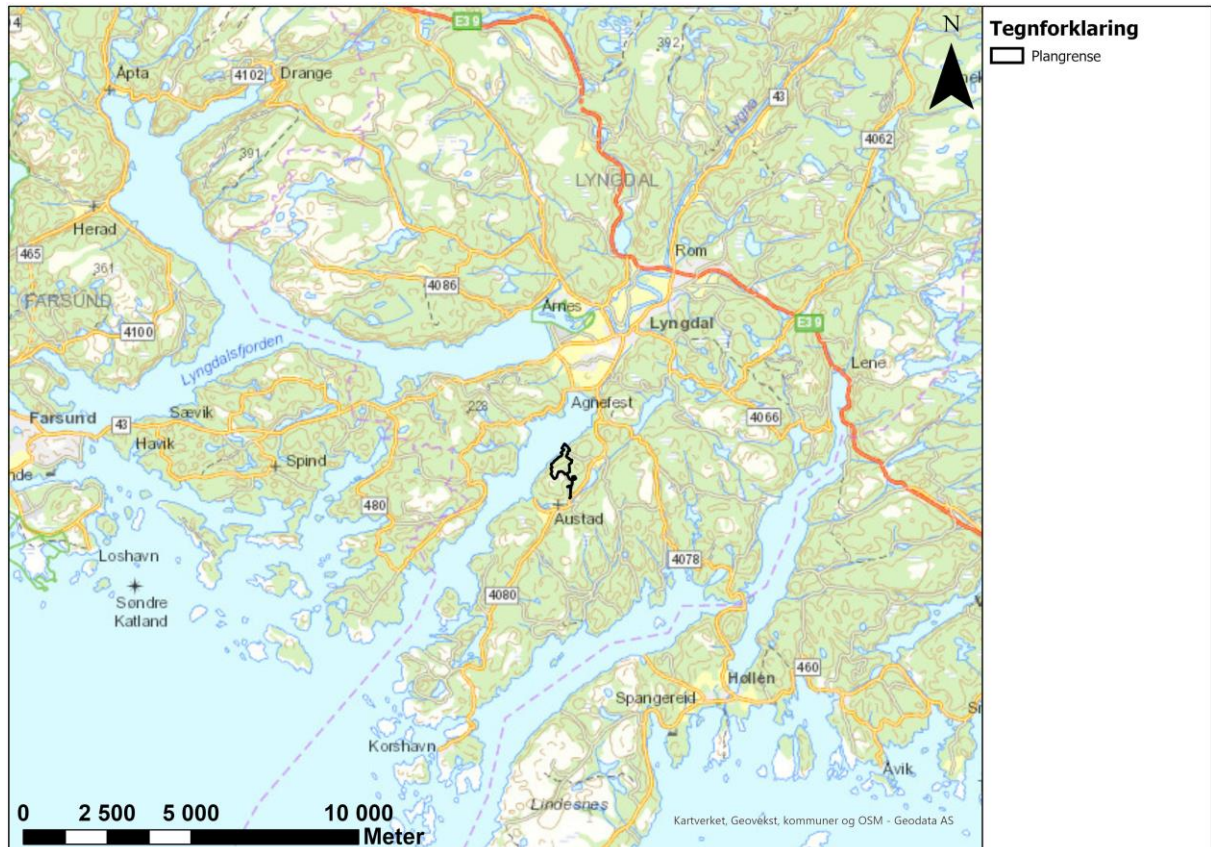 E39
N
Tegnforklaring
Plangrense
392
Åpta
4102
Drange
43
Lygna
4062
391
LYNGDAL
Herad
Rom
465
361
4086
FARSUND
Årnes
4100
Lyngdal
E39
Lyngdalsfjorden
Lene
Farsund
Sævik
43
228
Agnefest
4066
Havik
Spind
480
Austad
Loshavn
4078
Søndre
Katland
4080
460
Høllen
Spangereid
Korshavn
Åvik
Lindesnes
0 2 500 5 000 10 000
Meter
Kartverket, Geovekst, kommuner og OSM - Geodata AS